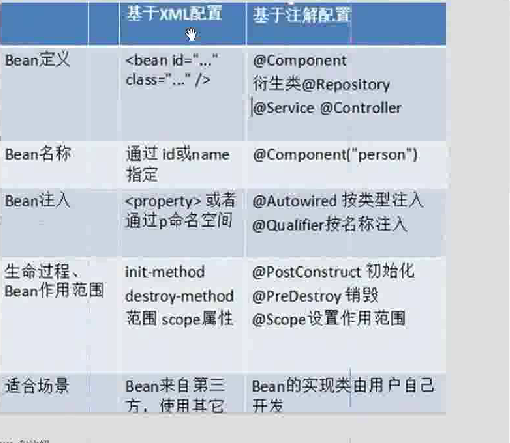 基于XML配置 基于注解配置
Bean定义 <bean id="..." @Component
class="..." /> 衍生类@Repository
@Service @Controller
Bean名称 通过 id或name @Component("person")
指定
Bean注入 <property> 或者 @Autowired 按类型注入
通过p命名空间 @Qualifier按名称注入
生命过程、 init-method @PostConstruct 初始化
Bean作用范围 destroy-method @PreDestroy 销毁
范围 scope属性 @Scope设置作用范围
适合场景 Bean来自第三 Bean的实现类由用户自己
方，使用其它 开发